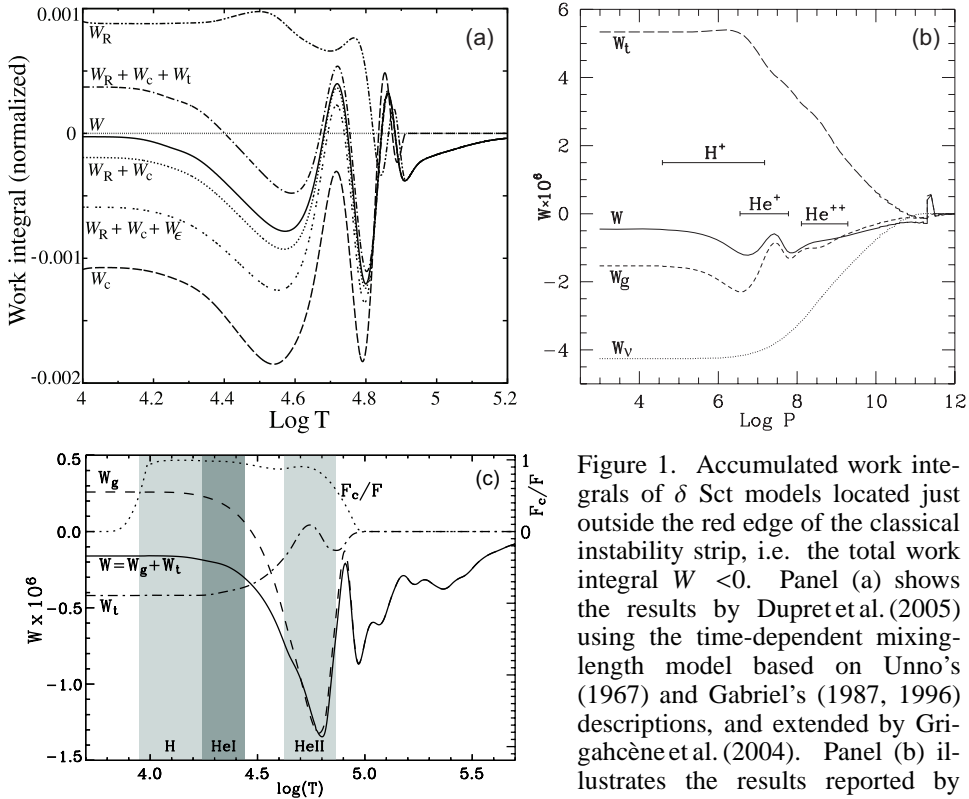 0.001
0
-0.001
-0.002
Work integral (normalized)
W_R
W_R + W_c + W_t
W
W_R + W_c
W_R + W_c + W_ϵ
W_c
(a)
4
4.2
4.4
4.6
4.8
5
5.2
Log T
6
4
2
0
-2
-4
W×10⁶
W_t
(b)
H⁺
He⁺
He⁺⁺
W
W_g
W_ν
4
6
8
10
12
Log P
0.5
0.0
-0.5
-1.0
-1.5
W x 10⁶
W_g
W=W_g+W_t
W_t
(c)
F_c/F
1
0
F_c/F
H
HeI
HeII
4.0
4.5
5.0
5.5
log(T)
Figure 1. Accumulated work inte-
grals of δ Sct models located just
outside the red edge of the classical
instability strip, i.e. the total work
integral W <0. Panel (a) shows
the results by Dupret et al. (2005)
using the time-dependent mixing-
length model based on Unno's
(1967) and Gabriel's (1987, 1996)
descriptions, and extended by Gri-
gahcène et al. (2004). Panel (b) il-
lustrates the results reported by